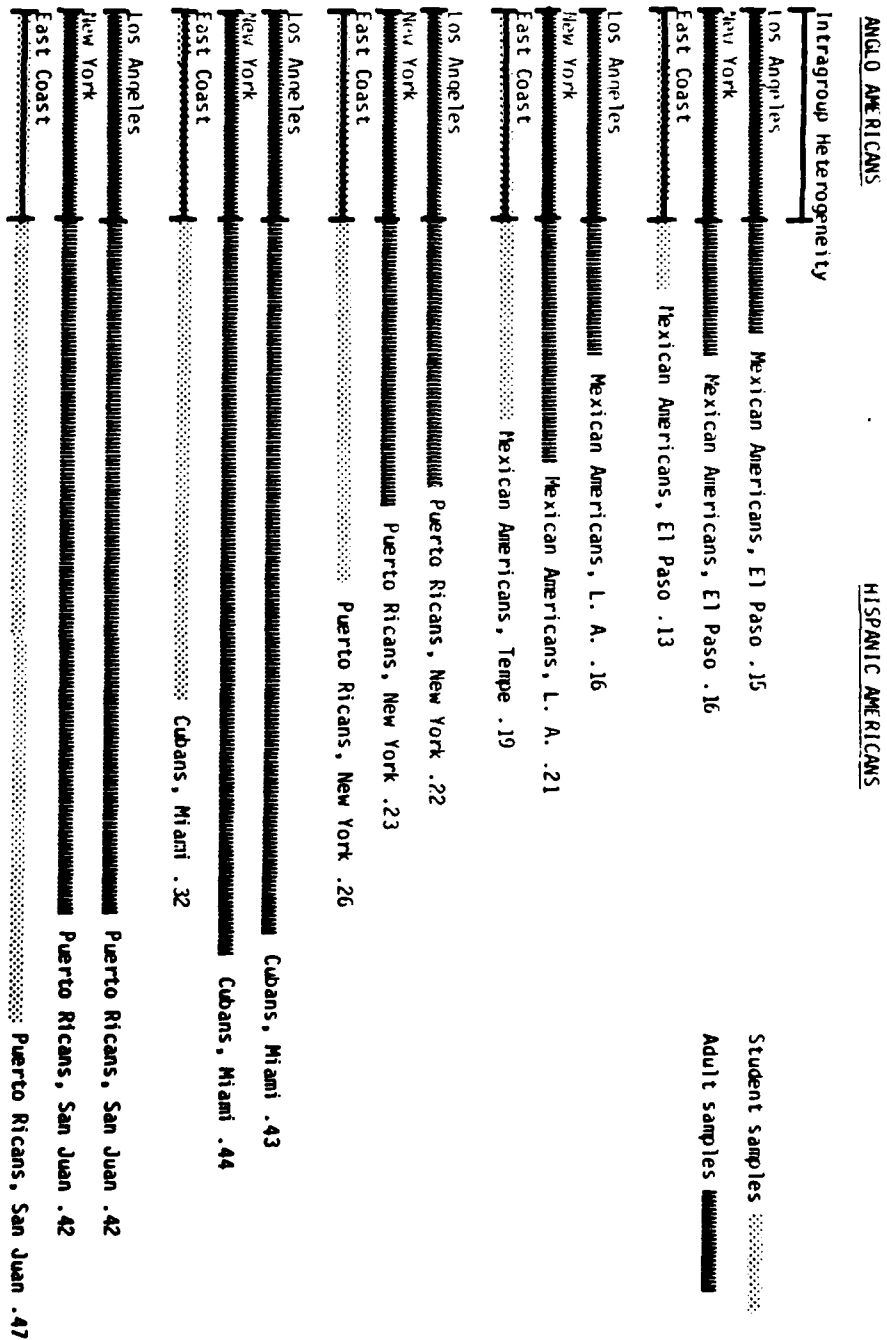 ANGLO AMERICANS
HISPANIC AMERICANS
Student samples
Adult samples
Intragroup Heterogeneity
Los Angeles
Mexican Americans, El Paso .15
New York
Mexican Americans, El Paso .16
East Coast
Mexican Americans, El Paso .13
Los Angeles
Mexican Americans, L. A. .16
New York
Mexican Americans, L. A. .21
East Coast
Mexican Americans, Tempe .19
Los Angeles
Puerto Ricans, New York .22
New York
Puerto Ricans, New York .23
East Coast
Puerto Ricans, New York .26
Los Angeles
Cubans, Miami .43
New York
Cubans, Miami .44
East Coast
Cubans, Miami .32
Los Angeles
Puerto Ricans, San Juan .42
New York
Puerto Ricans, San Juan .42
East Coast
Puerto Ricans, San Juan .47